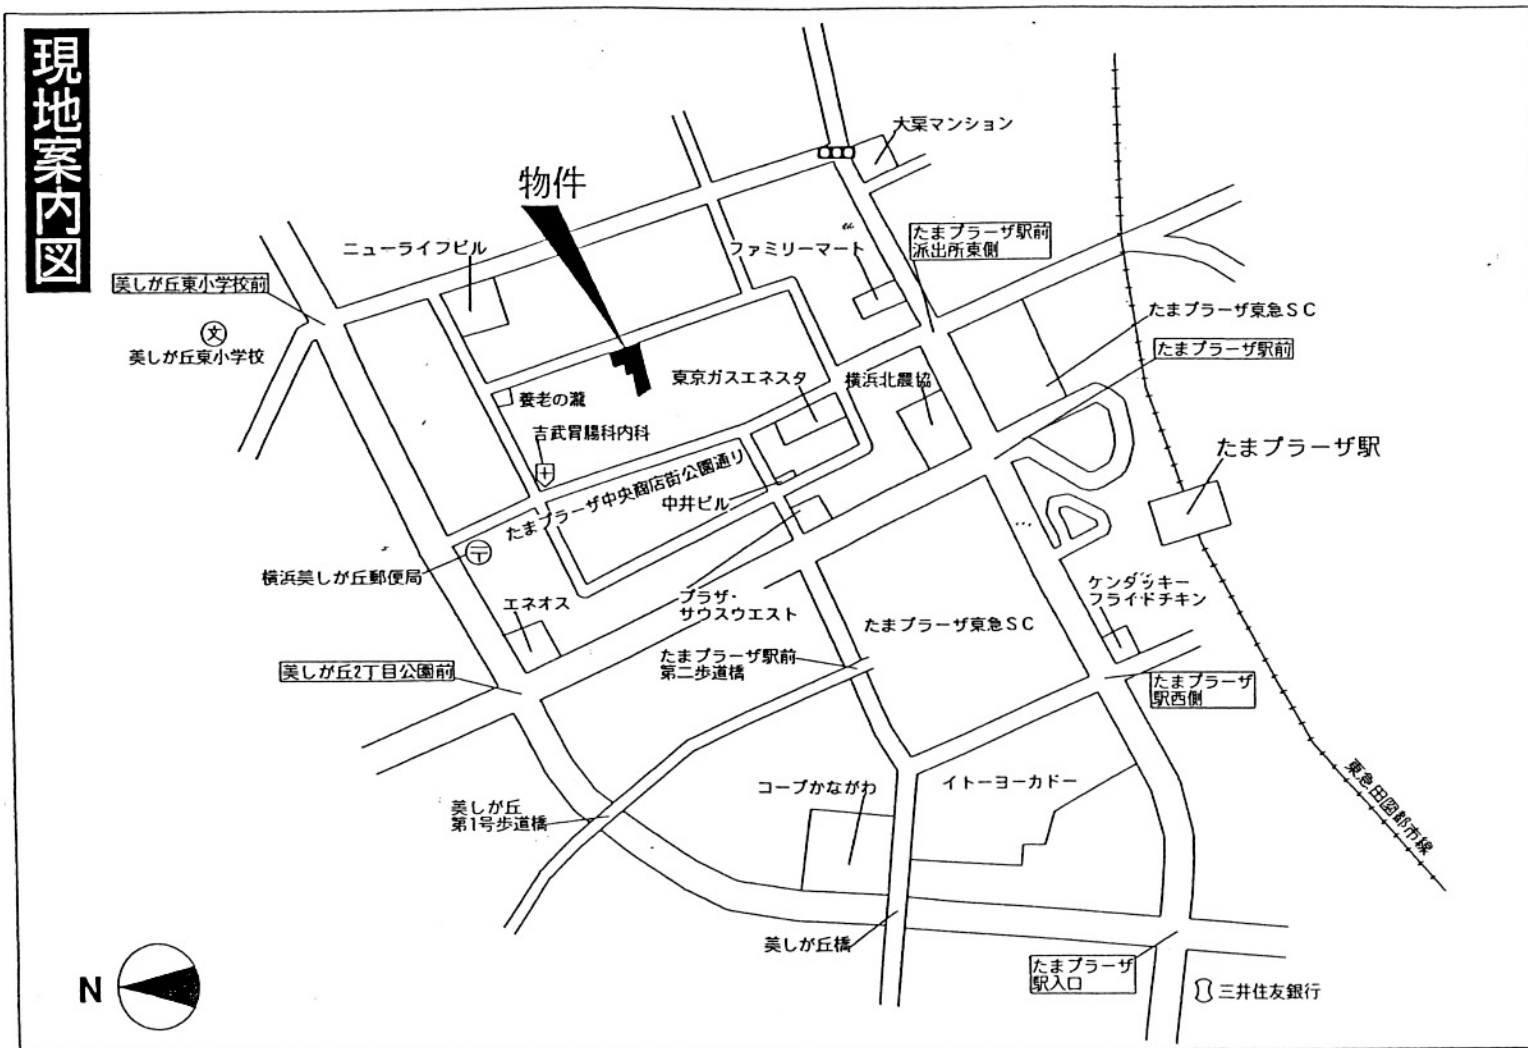 現地案内図
大栗マンション
物件
ニューライフビル
ファミリーマート
たまプラーザ駅前
派出所東側
美しが丘東小学校前
文
美しが丘東小学校
たまプラーザ東急SC
たまプラーザ駅前
東京ガスエネスタ
横浜北農協
養老の瀧
吉武胃腸科内科
たまプラーザ駅
たまプラーザ中央商店街公園通り
中井ビル
横浜美しが丘郵便局
エネオス
プラザ・
サウスウエスト
ケンタッキー
フライドチキン
たまプラーザ東急SC
美しが丘2丁目公園前
たまプラーザ駅前
第二歩道橋
たまプラーザ
駅西側
コープかながわ
イトーヨーカドー
東急田園都市線
美しが丘
第1号歩道橋
美しが丘橋
たまプラーザ
駅入口
三井住友銀行
N